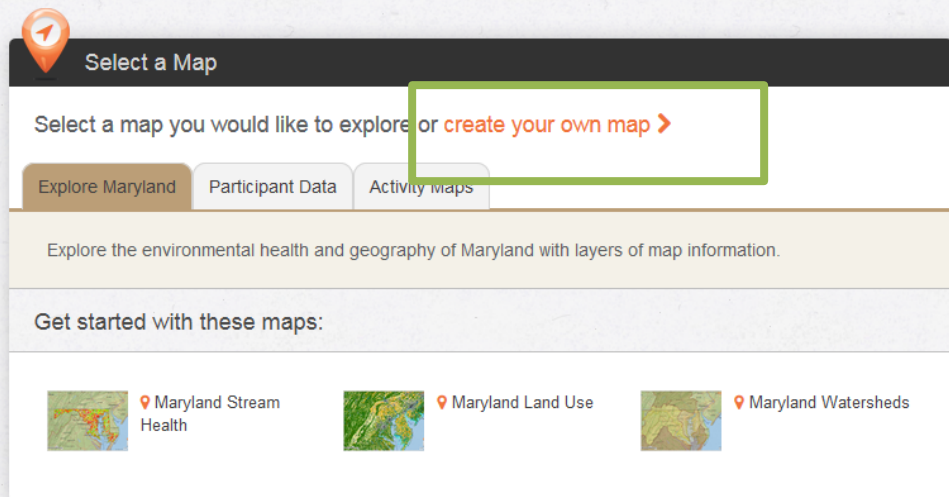 Select a Map
Select a map you would like to explore or create your own map
Explore Maryland Participant Data Activity Maps
Explore the environmental health and geography of Maryland with layers of map information.
Get started with these maps:
Maryland Stream Health
Maryland Land Use
Maryland Watersheds